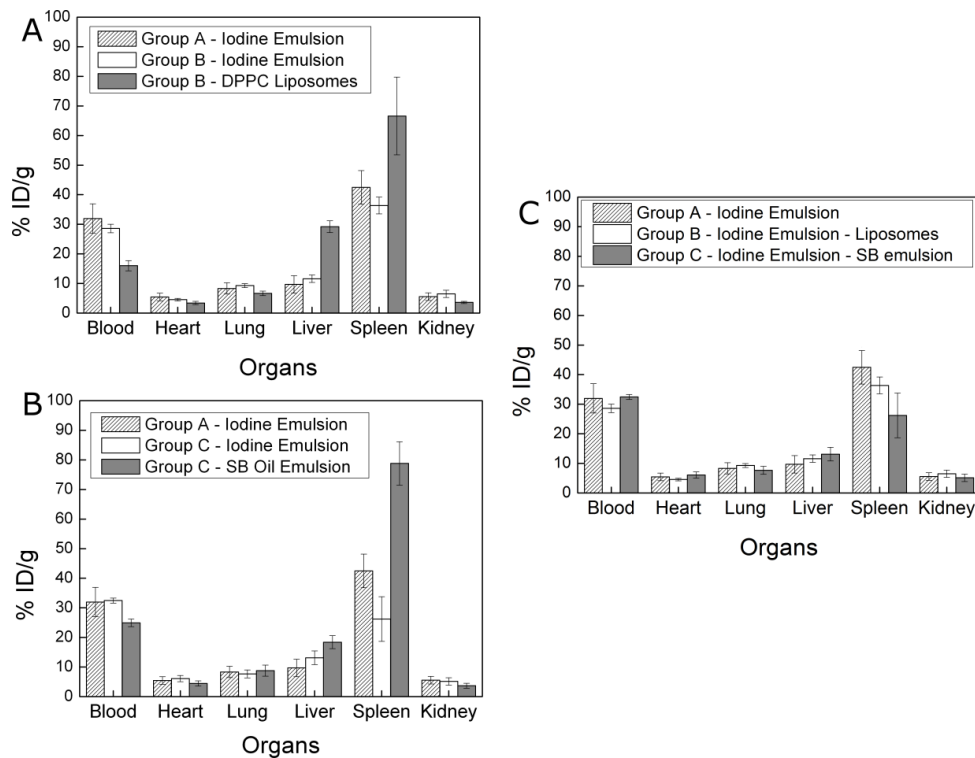 A
Group A - Iodine Emulsion
Group B - Iodine Emulsion
Group B - DPPC Liposomes
100
90
80
70
60
50
40
30
20
10
0
% ID/g
Blood Heart Lung Liver Spleen Kidney
Organs
B
Group A - Iodine Emulsion
Group C - Iodine Emulsion
Group C - SB Oil Emulsion
100
90
80
70
60
50
40
30
20
10
0
% ID/g
Blood Heart Lung Liver Spleen Kidney
Organs
C
Group A - Iodine Emulsion
Group B - Iodine Emulsion - Liposomes
Group C - Iodine Emulsion - SB emulsion
100
90
80
70
60
50
40
30
20
10
0
% ID/g
Blood Heart Lung Liver Spleen Kidney
Organs